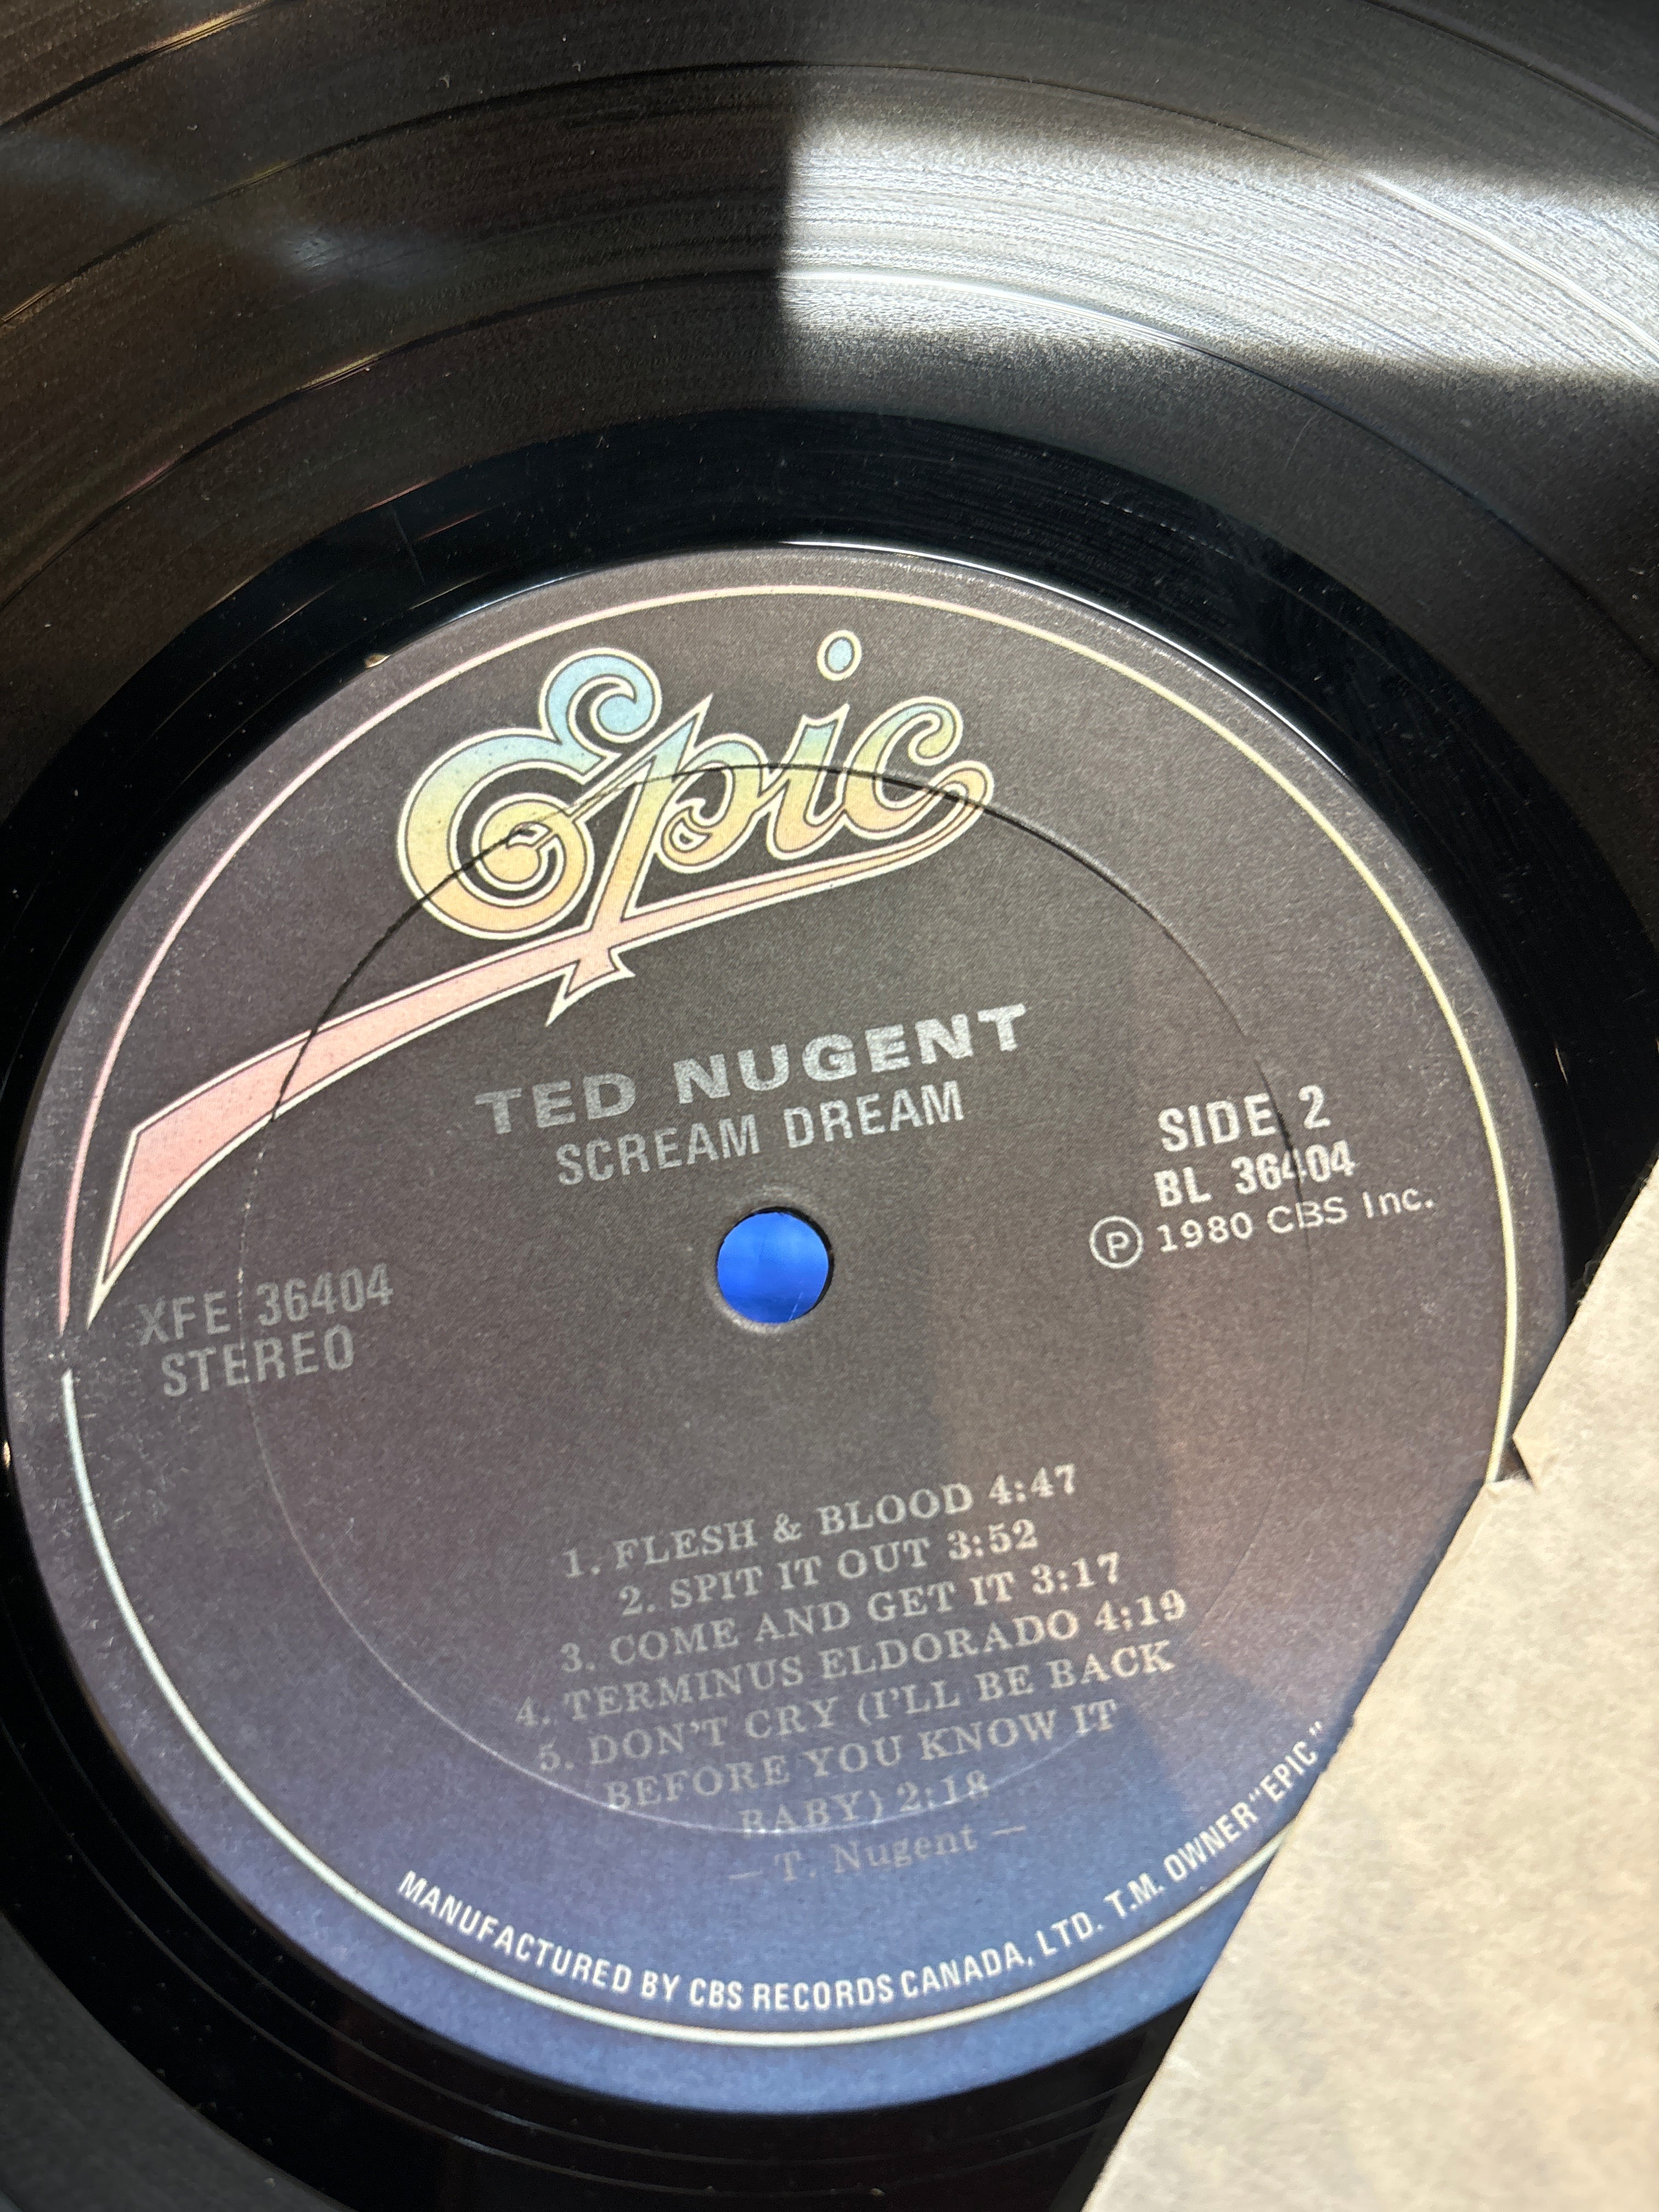 Epic
TED NUGENT
SCREAM DREAM
SIDE 2
BL 36404
Ⓟ 1980 CBS Inc.
XFE 36404
STEREO
1. FLESH & BLOOD 4:47
2. SPIT IT OUT 3:52
3. COME AND GET IT 3:17
4. TERMINUS ELDORADO 4;19
5. DON'T CRY (I'LL BE BACK
BEFORE YOU KNOW IT
BABY) 2:18
— T. Nugent —
MANUFACTURED BY CBS RECORDS CANADA, LTD. T.M. OWNER "EPIC"